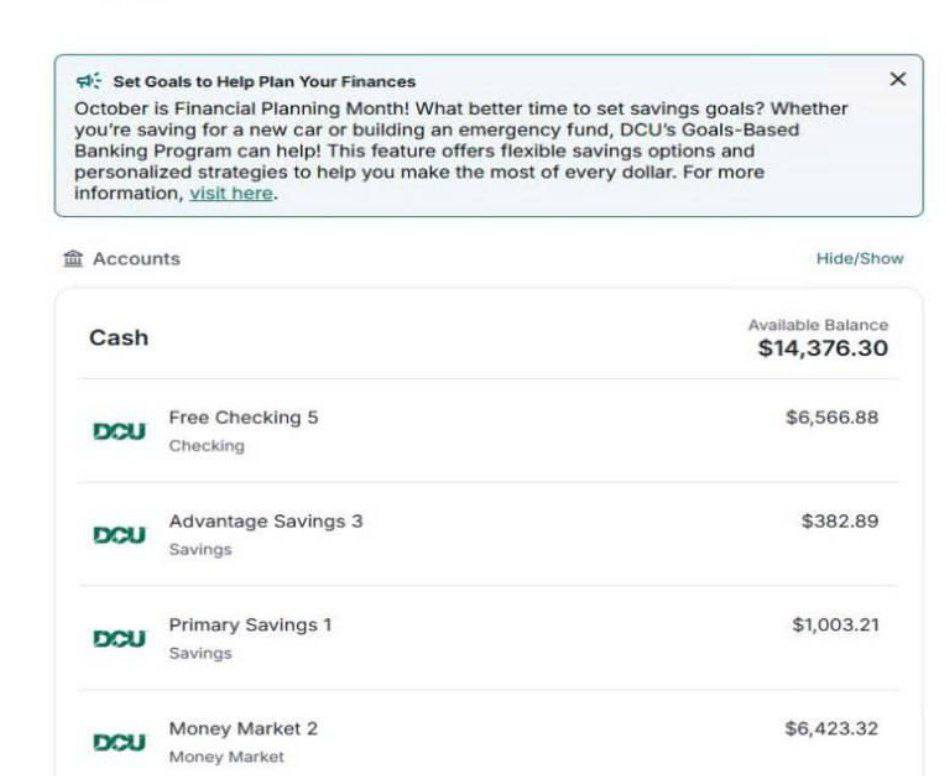 Set Goals to Help Plan Your Finances
October is Financial Planning Month! What better time to set savings goals? Whether
you're saving for a new car or building an emergency fund, DCU's Goals-Based
Banking Program can help! This feature offers flexible savings options and
personalized strategies to help you make the most of every dollar. For more
information, visit here.
Accounts
Hide/Show
Cash
Available Balance
$14,376.30
DCU
Free Checking 5
$6,566.88
Checking
DCU
Advantage Savings 3
$382.89
Savings
DCU
Primary Savings 1
$1,003.21
Savings
DCU
Money Market 2
$6,423.32
Money Market